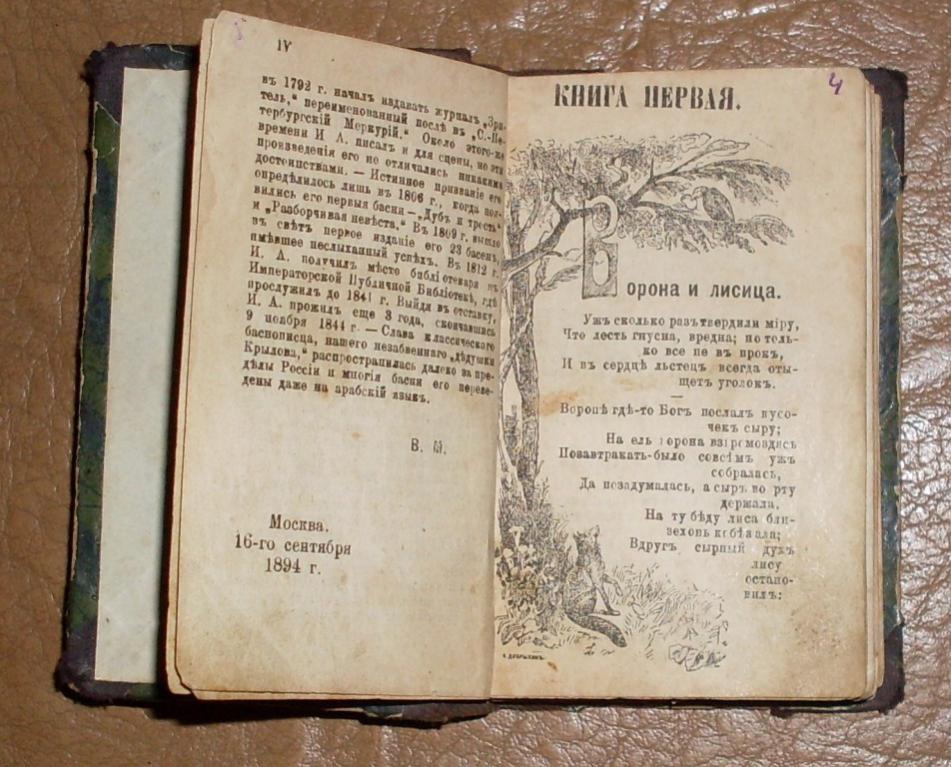 IV
въ 1792 г. началъ издавать журналъ „Зри-
тель,“ переименованный послѣ въ „С.-Пе-
тербургскій Меркурій.“ Около этого-же
времени И. А. писалъ и для сцены, но эти
произведенія его не отличались никакими
достоинствами. — Истинное призваніе его
опредѣлилось лишь въ 1806 г., когда поя-
вились его первыя басни — „Дубъ и трость“
и „Разборчивая невѣста.“ Въ 1809 г. вышло
въ свѣтъ первое изданіе его 23 басенъ,
имѣвшее неслыханный успѣхъ. Въ 1812 г.
И. А. получилъ мѣсто библіотекаря въ
Императорской Публичной Библіотекѣ, гдѣ
прослужилъ до 1841 г. Выйдя въ отставку,
И. А. прожилъ еще 3 года, скончавшись
9 ноября 1844 г. — Слава классическаго
баснописца, нашего незабвеннаго „дѣдушки
Крылова,“ распространилась далеко за пре-
дѣлы Россіи и многія басни его переве-
дены даже на арабскій языкъ.
В. М.
Москва.
16-го сентября
1894 г.
4
КНИГА ПЕРВАЯ.
Ворона и лисица.
Ужъ сколько разъ твердили міру,
Что лесть гнусна, вредна; но толь-
ко все не въ прокъ,
И въ сердцѣ льстецъ всегда оты-
щетъ уголокъ.
—
Воронѣ гдѣ-то Богъ послалъ кусо-
чекъ сыру;
На ель ворона взгромоздясь
Позавтракать-было совсѣмъ ужъ
собралась,
Да позадумалась, а сыръ во рту
держала.
На ту бѣду лиса бли-
зехонько бѣжала;
Вдругъ сырный духъ
лису
остано-
вилъ: